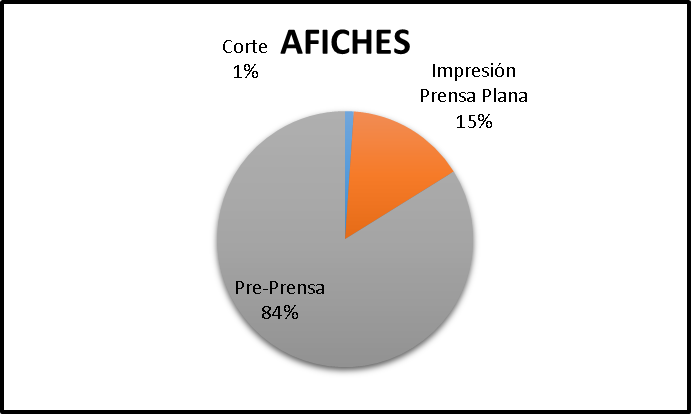 AFICHES
Corte
1%
Impresión
Prensa Plana
15%
Pre-Prensa
84%